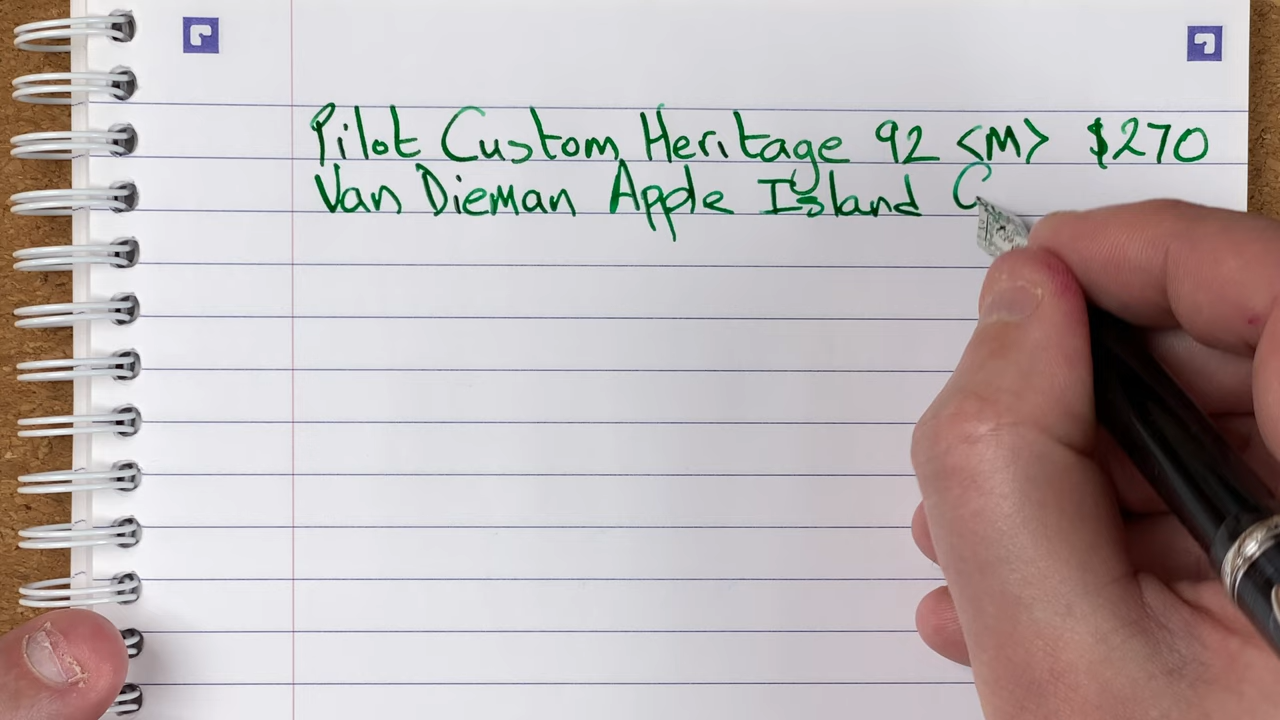 Pilot Custom Heritage 92 <M> $270
Van Dieman Apple Island G